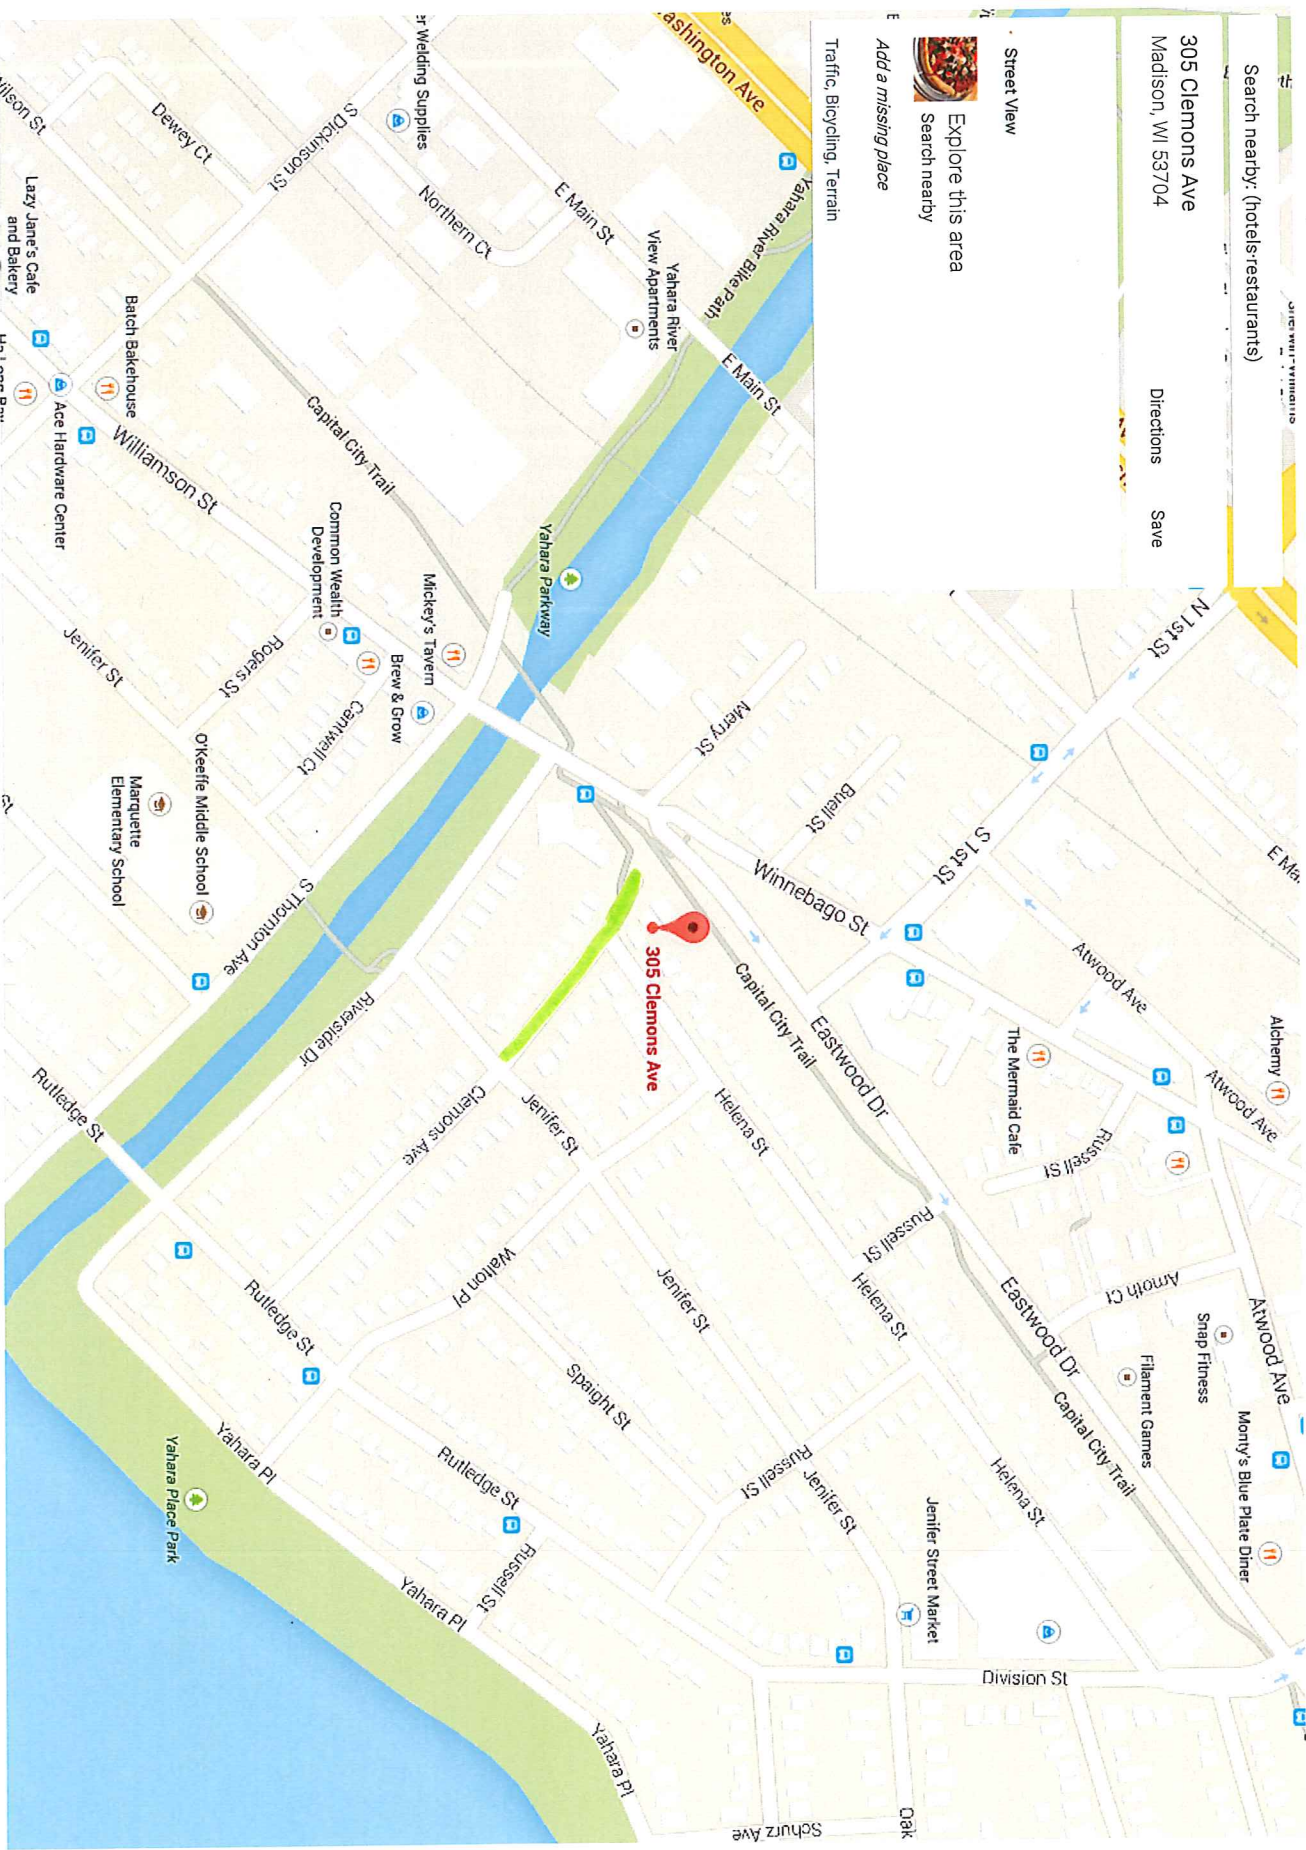 Search nearby: (hotels-restaurants)
305 Clemons Ave
Madison, WI 53704
Directions
Save
Street View
Explore this area
Search nearby
Add a missing place
Traffic, Bicycling, Terrain
N 1st St
E Main St
Alchemy
Atwood Ave
Atwood Ave
Atwood Ave
Snap Fitness
Monty's Blue Plate Diner
S 1st St
The Mermaid Cafe
Russell St
Amoth Ct
Filament Games
Winnebago St
Buell St
Merry St
Eastwood Dr
Eastwood Dr
Capital City Trail
Capital City Trail
Helena St
Helena St
Helena St
Russell St
Jenifer Street Market
Division St
Oak
Schurz Ave
ashington Ave
Yahara River Bike Path
E Main St
E Main St
Yahara River
View Apartments
Yahara Parkway
305 Clemons Ave
Jenifer St
Jenifer St
Jenifer St
Russell St
Walton Pl
Spaight St
Clemons Ave
er Welding Supplies
Northern Ct
S Dickinson St
Dewey Ct
ilson St
Capital City Trail
Mickey's Tavern
Brew & Grow
Common Wealth
Development
Williamson St
Batch Bakehouse
Lazy Jane's Cafe
and Bakery
Ace Hardware Center
Rogers St
Cantwell Ct
Jenifer St
O'Keeffe Middle School
Marquette
Elementary School
St
S Thornton Ave
Riverside Dr
Rutledge St
Rutledge St
Rutledge St
Russell St
Yahara Pl
Yahara Pl
Yahara Pl
Yahara Place Park